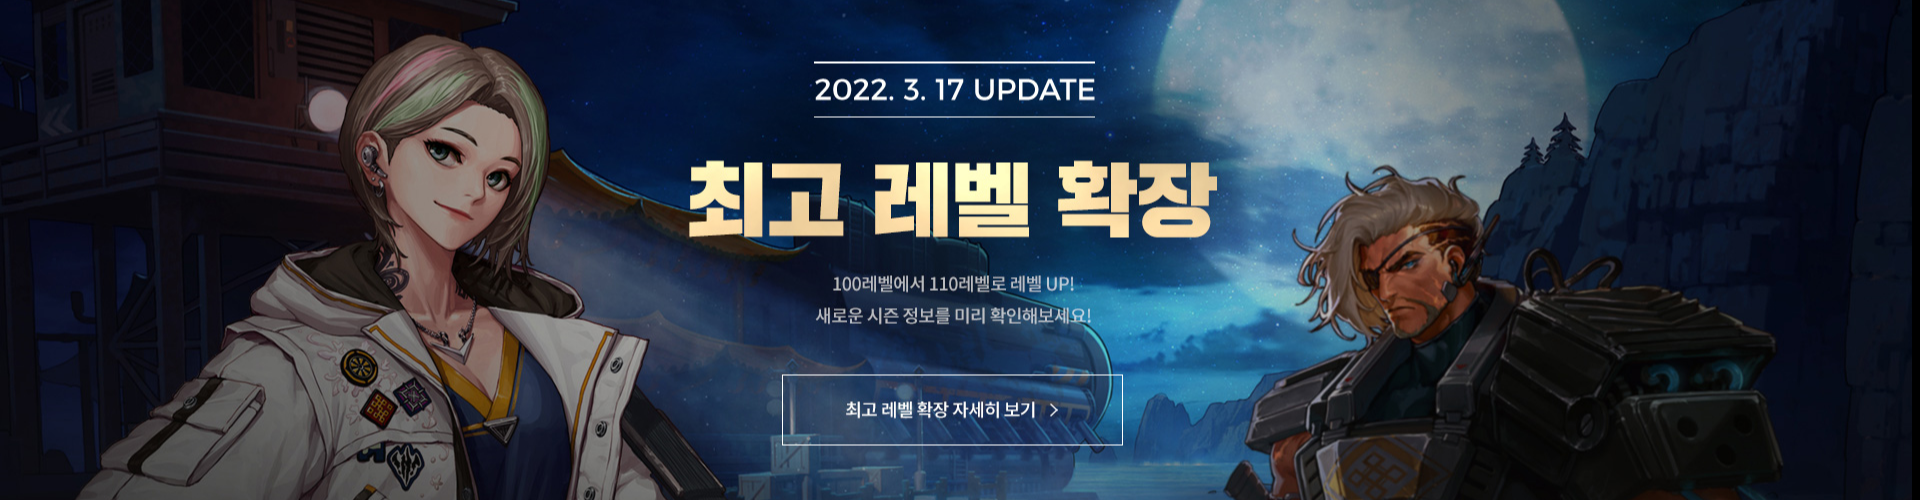 2022. 3. 17 UPDATE
최고 레벨 확장
100레벨에서 110레벨로 레벨 UP!
새로운 시즌 정보를 미리 확인해보세요!
최고 레벨 확장 자세히 보기 >